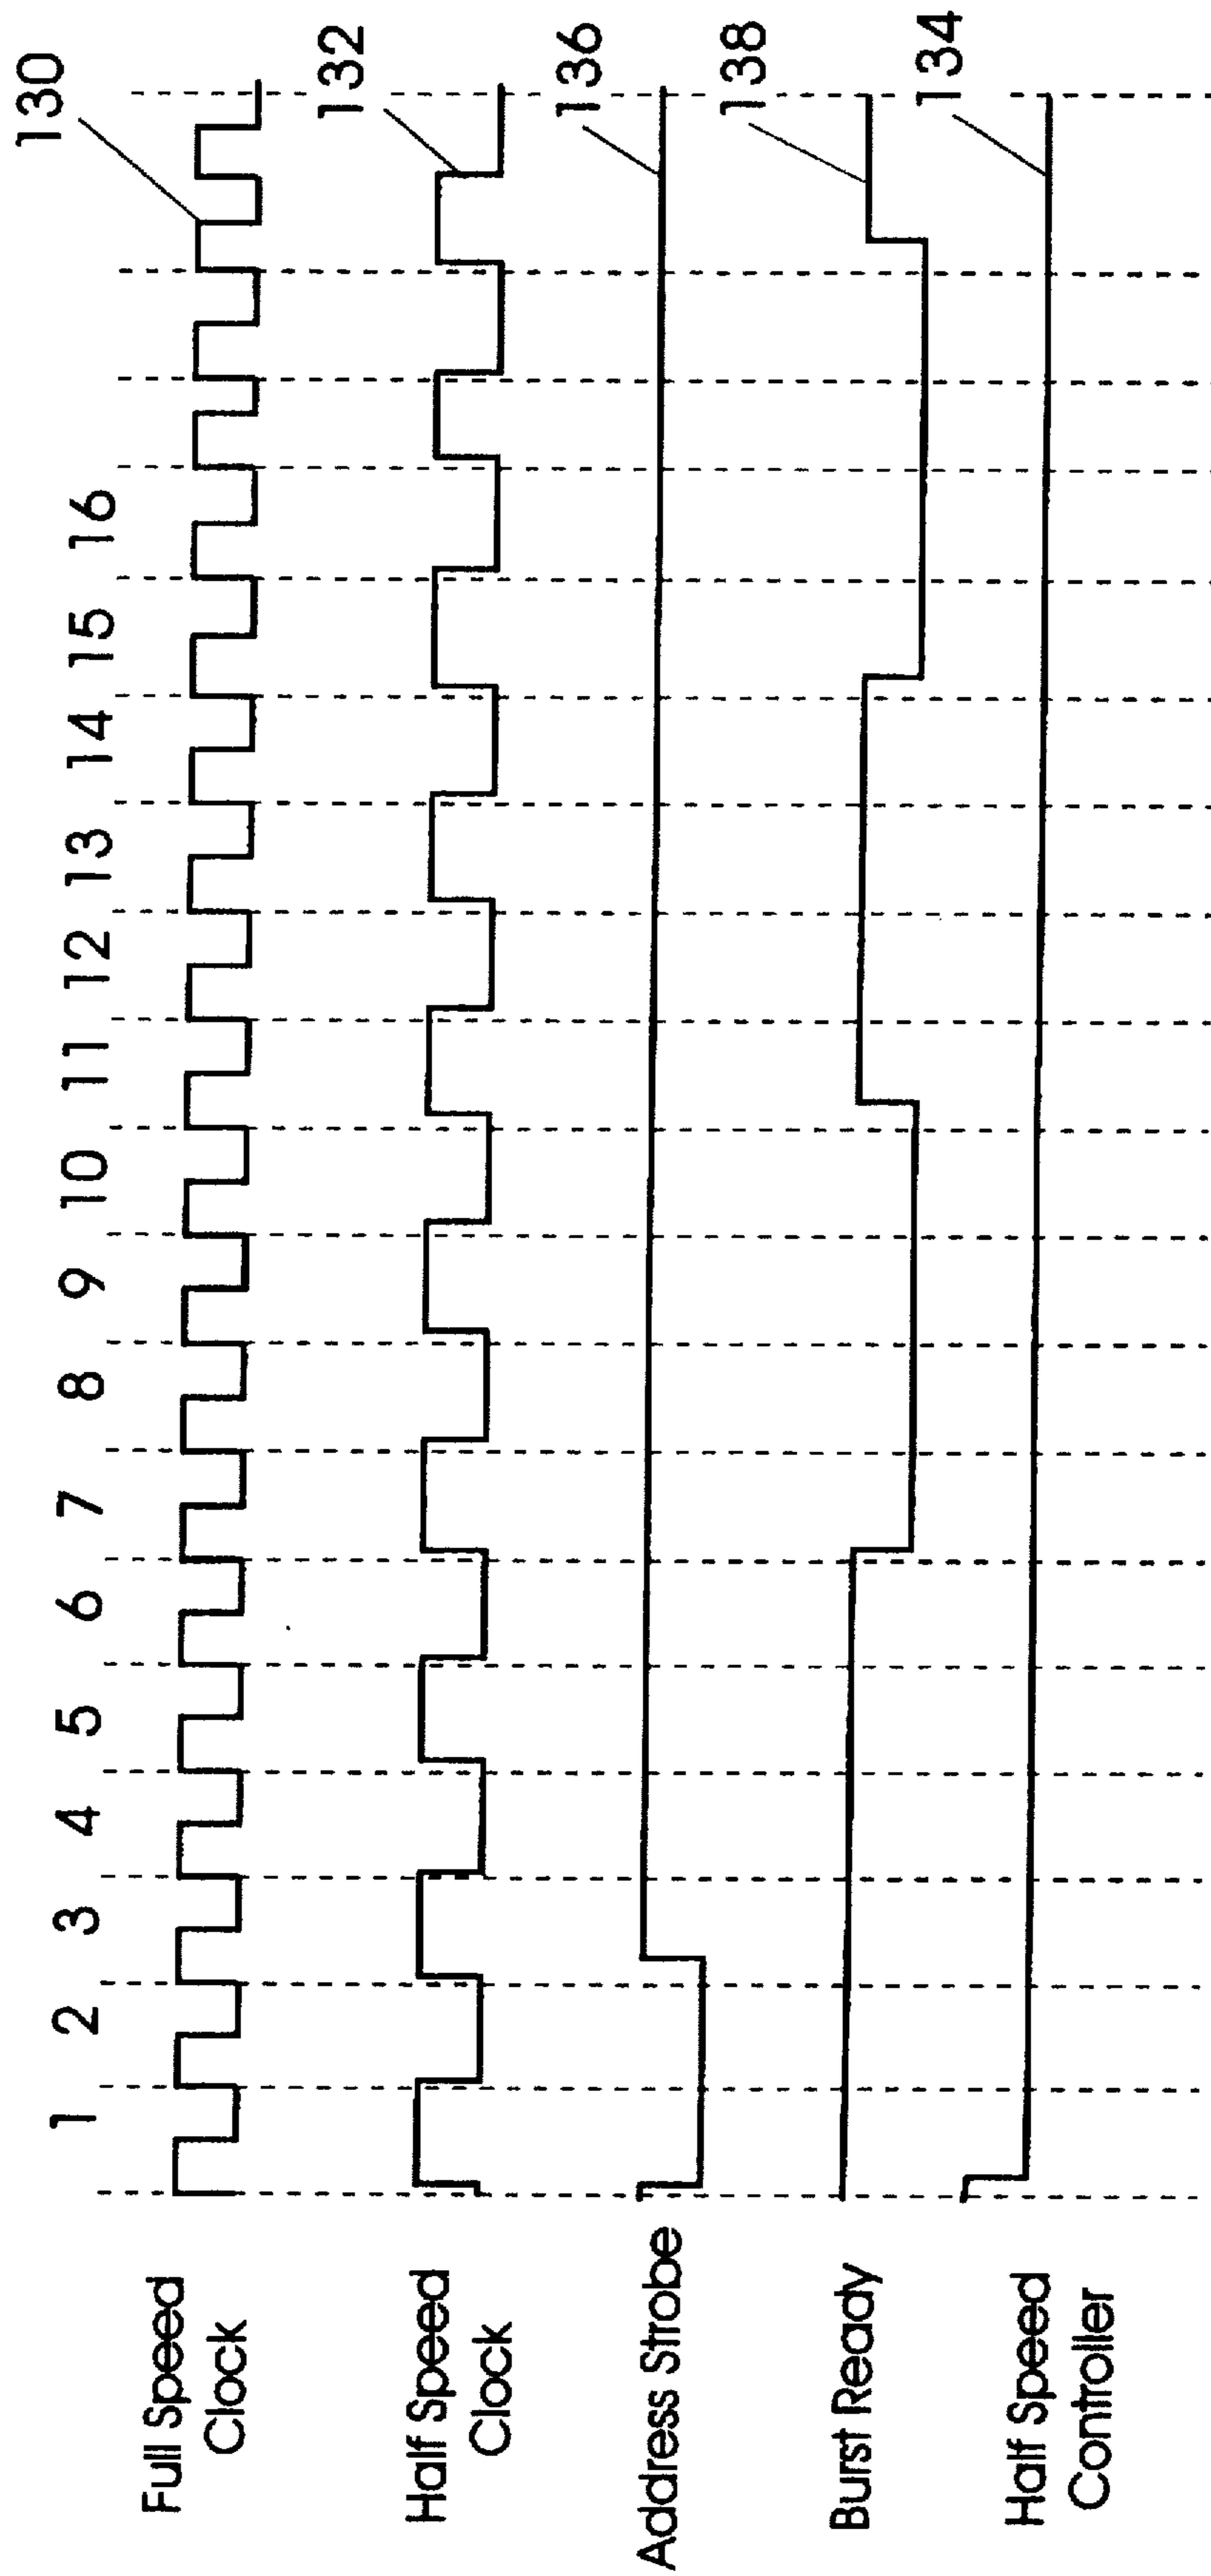 1 2 3 4 5 6 7 8 9 10 11 12 13 14 15 16
Full Speed
Clock
130
Half Speed
Clock
132
Address Strobe
136
Burst Ready
138
Half Speed
Controller
134